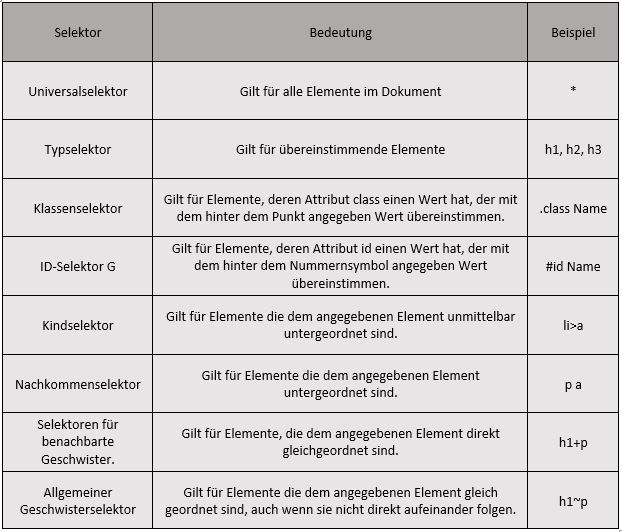 Selektor
Bedeutung
Beispiel
Universalselektor
Gilt für alle Elemente im Dokument
*
Typselektor
Gilt für übereinstimmende Elemente
h1, h2, h3
Klassenselektor
Gilt für Elemente, deren Attribut class einen Wert hat, der mit
dem hinter dem Punkt angegeben Wert übereinstimmen.
.class Name
ID-Selektor G
Gilt für Elemente, deren Attribut id einen Wert hat, der mit
dem hinter dem Nummernsymbol angegeben Wert
übereinstimmen.
#id Name
Kindselektor
Gilt für Elemente die dem angegebenen Element unmittelbar
untergeordnet sind.
li>a
Nachkommenselektor
Gilt für Elemente die dem angegebenen Element
untergeordnet sind.
p a
Selektoren für
benachbarte
Geschwister.
Gilt für Elemente, die dem angegebenen Element direkt
gleichgeordnet sind.
h1+p
Allgemeiner
Geschwisterselektor
Gilt für Elemente die dem angegebenen Element gleich
geordnet sind, auch wenn sie nicht direkt aufeinander folgen.
h1~p